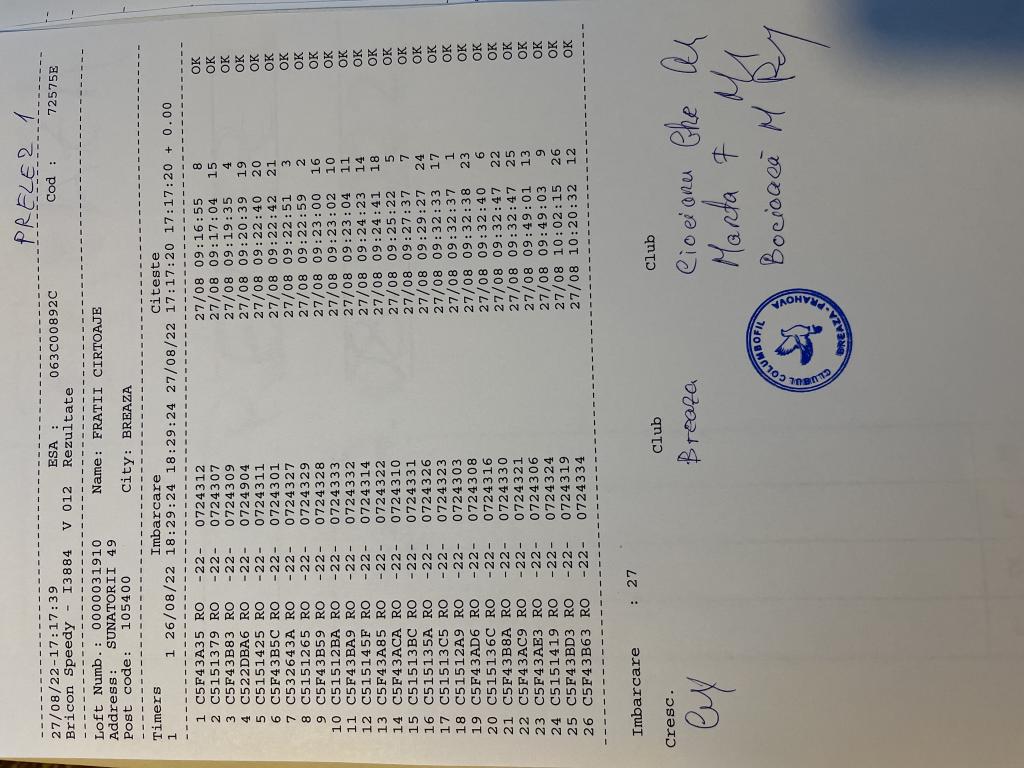 PRELE2 1
27/08/22-17:17:39 ESA : 063C00892C Cod : 72575E
Bricon Speedy - I3884 V 012 Rezultate
Loft Numb.: 0000031910 Name: FRATII CIRTOAJE
Address: SUNATORII 49
Post code: 105400 City: BREAZA
Timers Imbarcare Citeste
1 1 26/08/22 18:29:24 18:29:24 27/08/22 17:17:20 17:17:20 + 0.00
1 C5F43A35 RO -22- 0724312 27/08 09:16:55 8 OK
2 C5151379 RO -22- 0724307 27/08 09:17:04 15 OK
3 C5F43B83 RO -22- 0724309 27/08 09:19:35 4 OK
4 C522DBA6 RO -22- 0724904 27/08 09:20:39 19 OK
5 C5151425 RO -22- 0724311 27/08 09:22:40 20 OK
6 C5F43B5C RO -22- 0724301 27/08 09:22:42 21 OK
7 C532643A RO -22- 0724327 27/08 09:22:51 3 OK
8 C5151265 RO -22- 0724329 27/08 09:22:59 2 OK
9 C5F43B59 RO -22- 0724328 27/08 09:23:00 16 OK
10 C51512BA RO -22- 0724333 27/08 09:23:02 10 OK
11 C5F43BA9 RO -22- 0724332 27/08 09:23:04 11 OK
12 C515145F RO -22- 0724314 27/08 09:24:23 14 OK
13 C5F43A85 RO -22- 0724322 27/08 09:24:41 18 OK
14 C5F43ACA RO -22- 0724310 27/08 09:25:22 5 OK
15 C51513BC RO -22- 0724331 27/08 09:27:37 7 OK
16 C515135A RO -22- 0724326 27/08 09:29:27 24 OK
17 C51513C5 RO -22- 0724323 27/08 09:32:33 17 OK
18 C51512A9 RO -22- 0724303 27/08 09:32:37 1 OK
19 C5F43AD6 RO -22- 0724308 27/08 09:32:38 23 OK
20 C515136C RO -22- 0724316 27/08 09:32:40 6 OK
21 C5F43B8A RO -22- 0724330 27/08 09:32:47 22 OK
22 C5F43AC9 RO -22- 0724321 27/08 09:32:47 25 OK
23 C5F43AE3 RO -22- 0724306 27/08 09:49:01 13 OK
24 C5151419 RO -22- 0724324 27/08 09:49:03 9 OK
25 C5F43BD3 RO -22- 0724319 27/08 10:02:15 26 OK
26 C5F43B63 RO -22- 0724334 27/08 10:20:32 12 OK
Imbarcare : 27
Cresc. Club Club
Breaza Cioeianu Ghe
Manta F
Bocioacă M
CLUBUL COLUMBOFIL
BREAZA-PRAHOVA